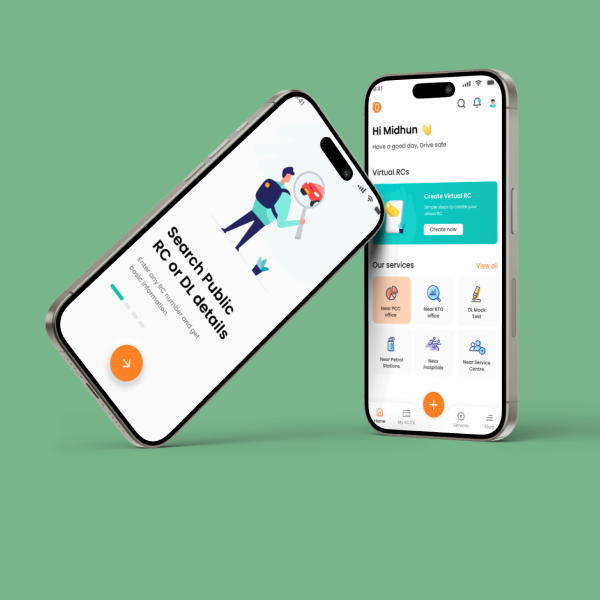 9:41
Search Public
RC or DL details
Enter any RC number and get
basic information.
9:41
Hi Midhun 👋
Have a good day, Drive safe
Virtual RCs
Create Virtual RC
Simple steps to create your
virtual RC
Create now
Our services
View all
Near PCC
office
Near RTO
office
DL Mock
Test
Near Petrol
Stations
Near
Hospitals
Near Service
Centre
Home
My RC/DL
Services
More